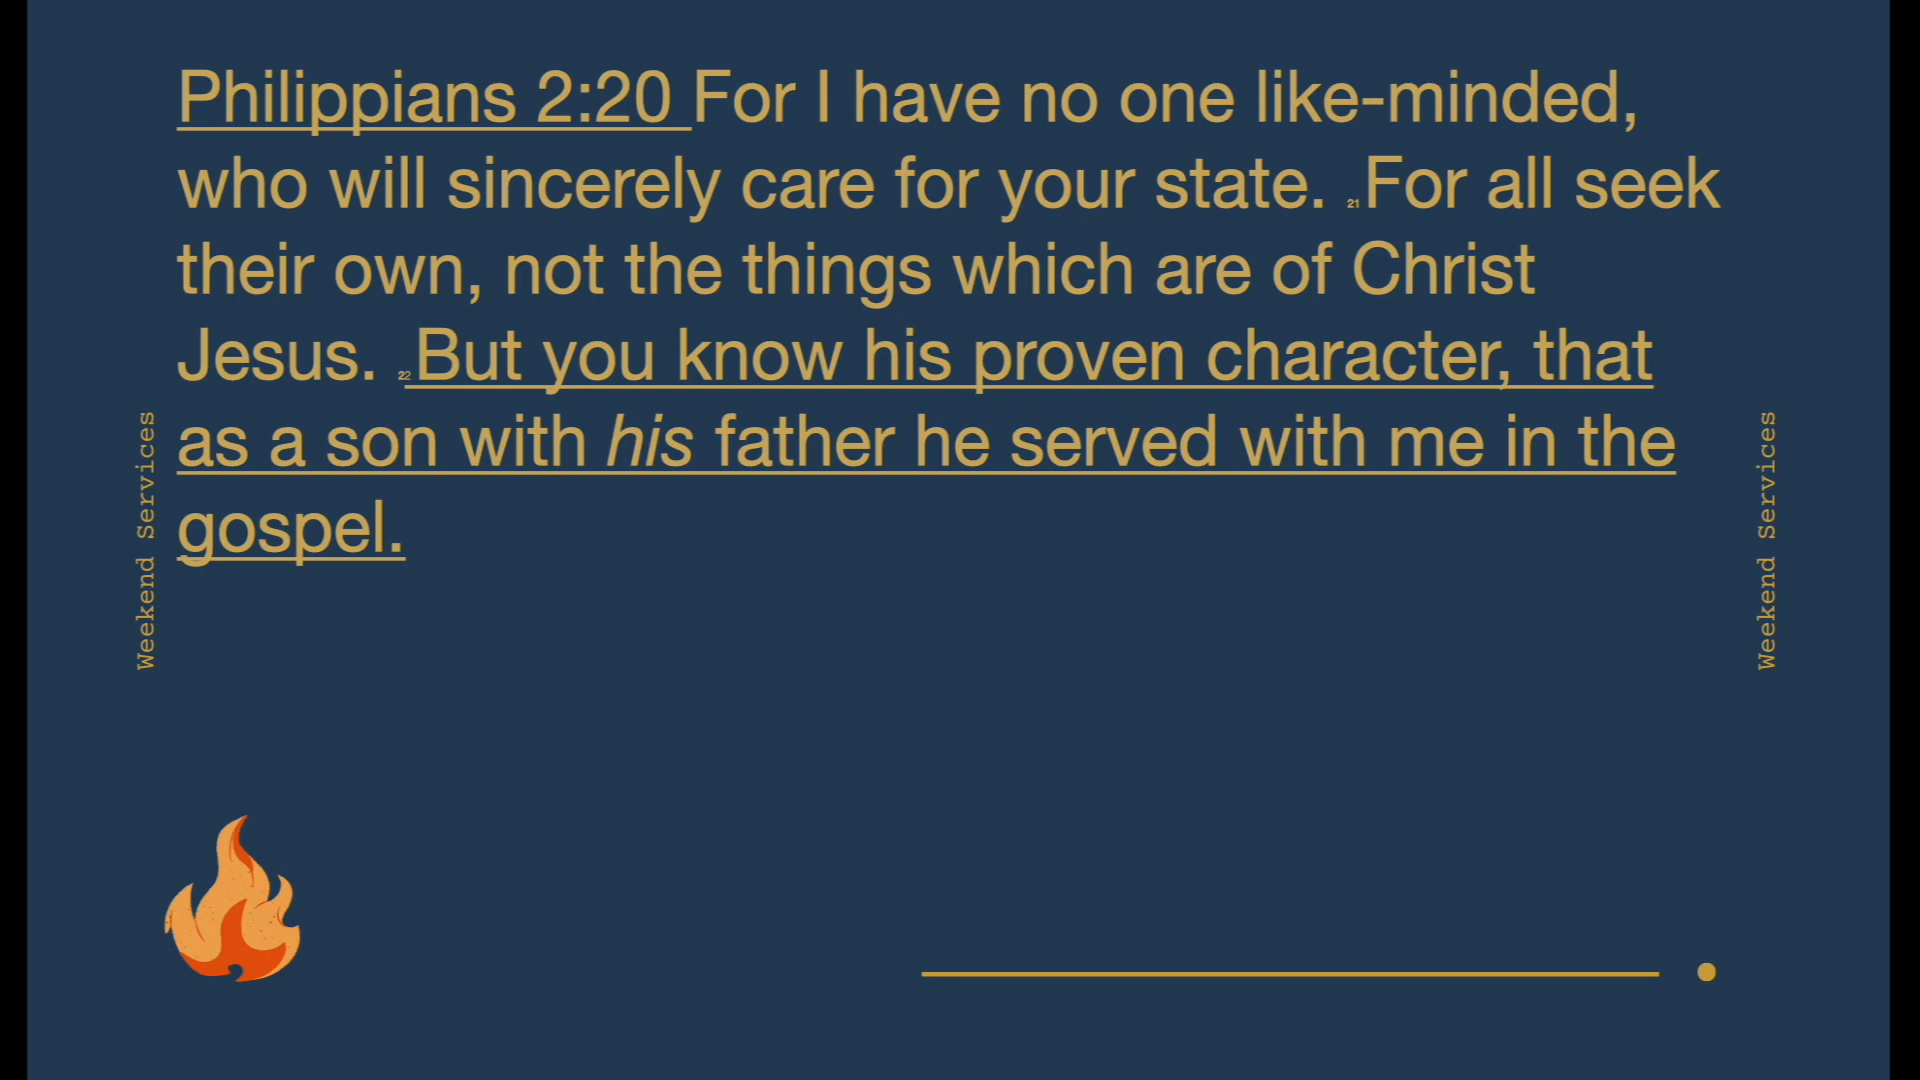 Philippians 2:20 For I have no one like-minded,
who will sincerely care for your state. 21 For all seek
their own, not the things which are of Christ
Jesus. 22 But you know his proven character, that
as a son with his father he served with me in the
gospel.
Weekend Services
Weekend Services